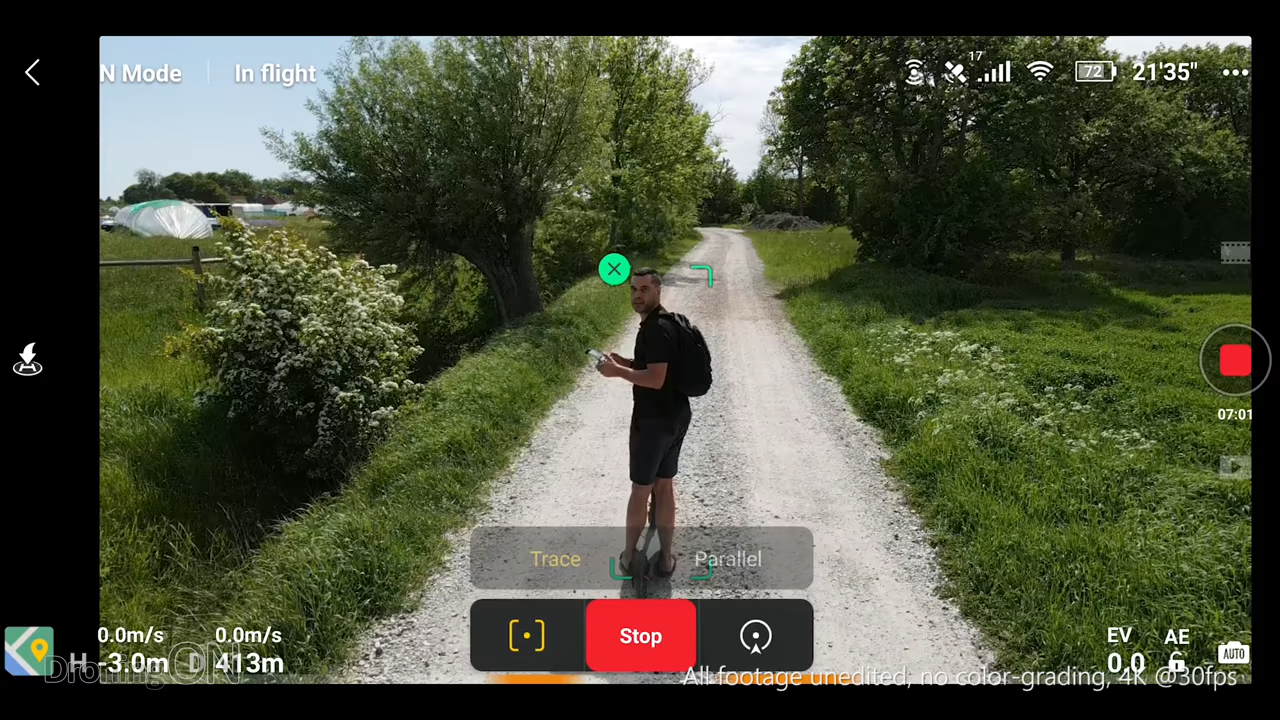 N Mode
In flight
17
72
21'35"
07:01
Trace
Parallel
Stop
0.0m/s
0.0m/s
H -3.0m
D 413m
EV
0.0
AE
AUTO
DroningON
All footage unedited; no color-grading, 4K @30fps